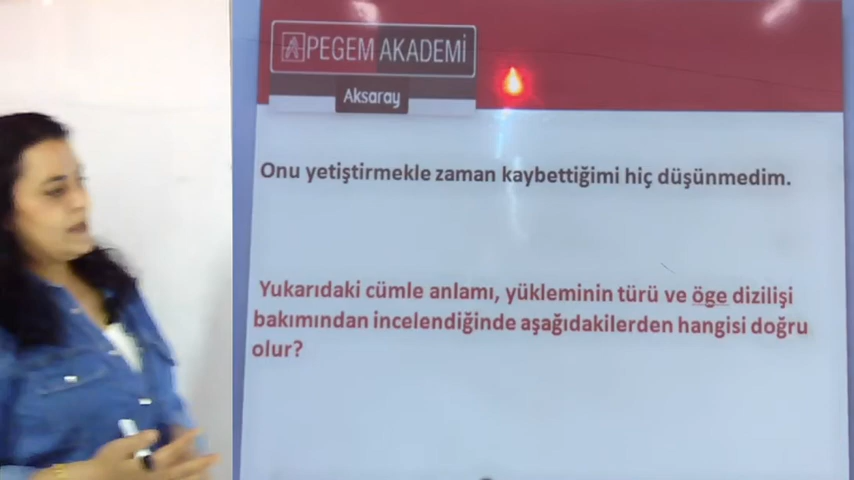 PEGEM AKADEMİ
Aksaray
Onu yetiştirmekle zaman kaybettiğimi hiç düşünmedim.
Yukarıdaki cümle anlamı, yükleminin türü ve öge dizilişi
bakımından incelendiğinde aşağıdakilerden hangisi doğru
olur?